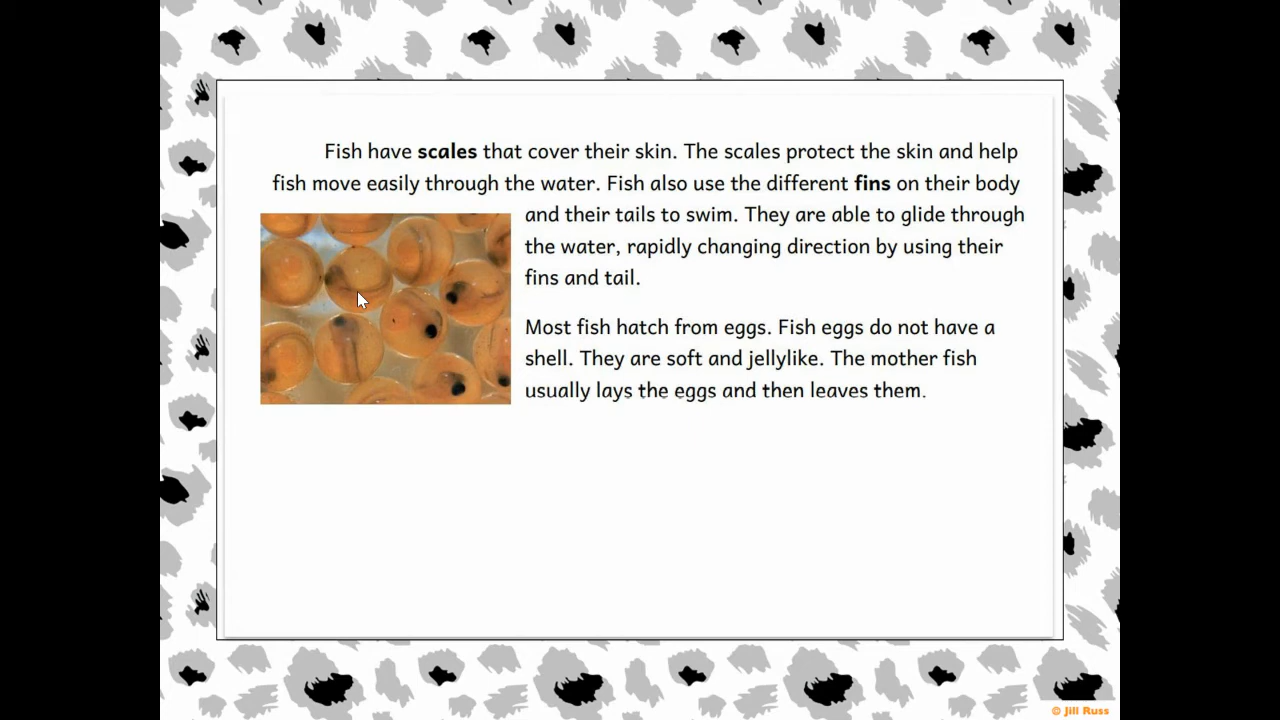 Fish have scales that cover their skin. The scales protect the skin and help
fish move easily through the water. Fish also use the different fins on their body
and their tails to swim. They are able to glide through
the water, rapidly changing direction by using their
fins and tail.
Most fish hatch from eggs. Fish eggs do not have a
shell. They are soft and jellylike. The mother fish
usually lays the eggs and then leaves them.
© Jill Russ